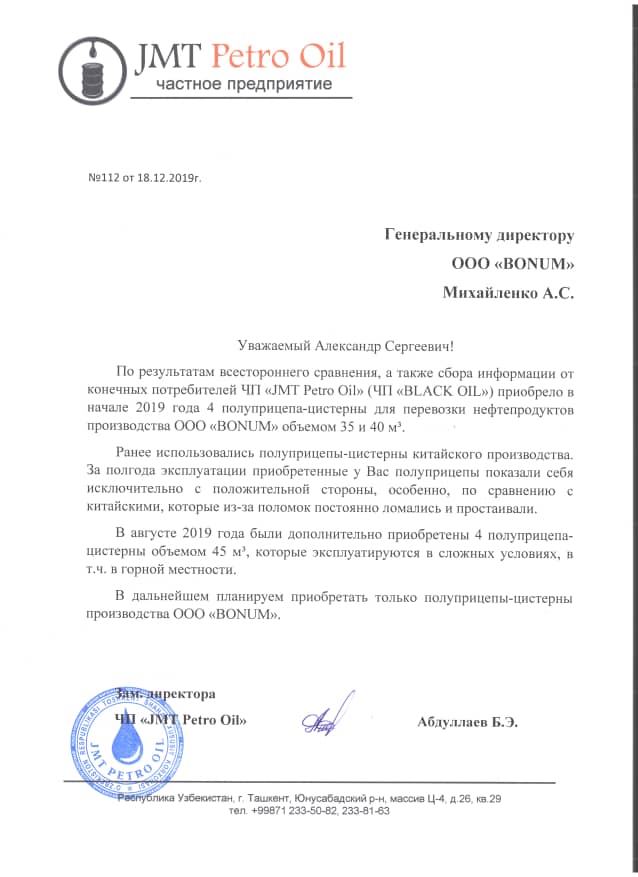 JMT Petro Oil
частное предприятие
№112 от 18.12.2019г.
Генеральному директору
ООО «BONUM»
Михайленко А.С.
Уважаемый Александр Сергеевич!
По результатам всестороннего сравнения, а также сбора информации от
конечных потребителей ЧП «JMT Petro Oil» (ЧП «BLACK OIL») приобрело в
начале 2019 года 4 полуприцепа-цистерны для перевозки нефтепродуктов
производства ООО «BONUM» объемом 35 и 40 м³.
Ранее использовались полуприцепы-цистерны китайского производства.
За полгода эксплуатации приобретенные у Вас полуприцепы показали себя
исключительно с положительной стороны, особенно, по сравнению с
китайскими, которые из-за поломок постоянно ломались и простаивали.
В августе 2019 года были дополнительно приобретены 4 полуприцепа-
цистерны объемом 45 м³, которые эксплуатируются в сложных условиях, в
т.ч. в горной местности.
В дальнейшем планируем приобретать только полуприцепы-цистерны
производства ООО «BONUM».
Зам. директора
ЧП «JMT Petro Oil»
Абдуллаев Б.Э.
JMT PETRO OIL
Республика Узбекистан, г. Ташкент, Юнусабадский р-н, массив Ц-4, д.26, кв.29
тел. +99871 233-50-82, 233-81-63